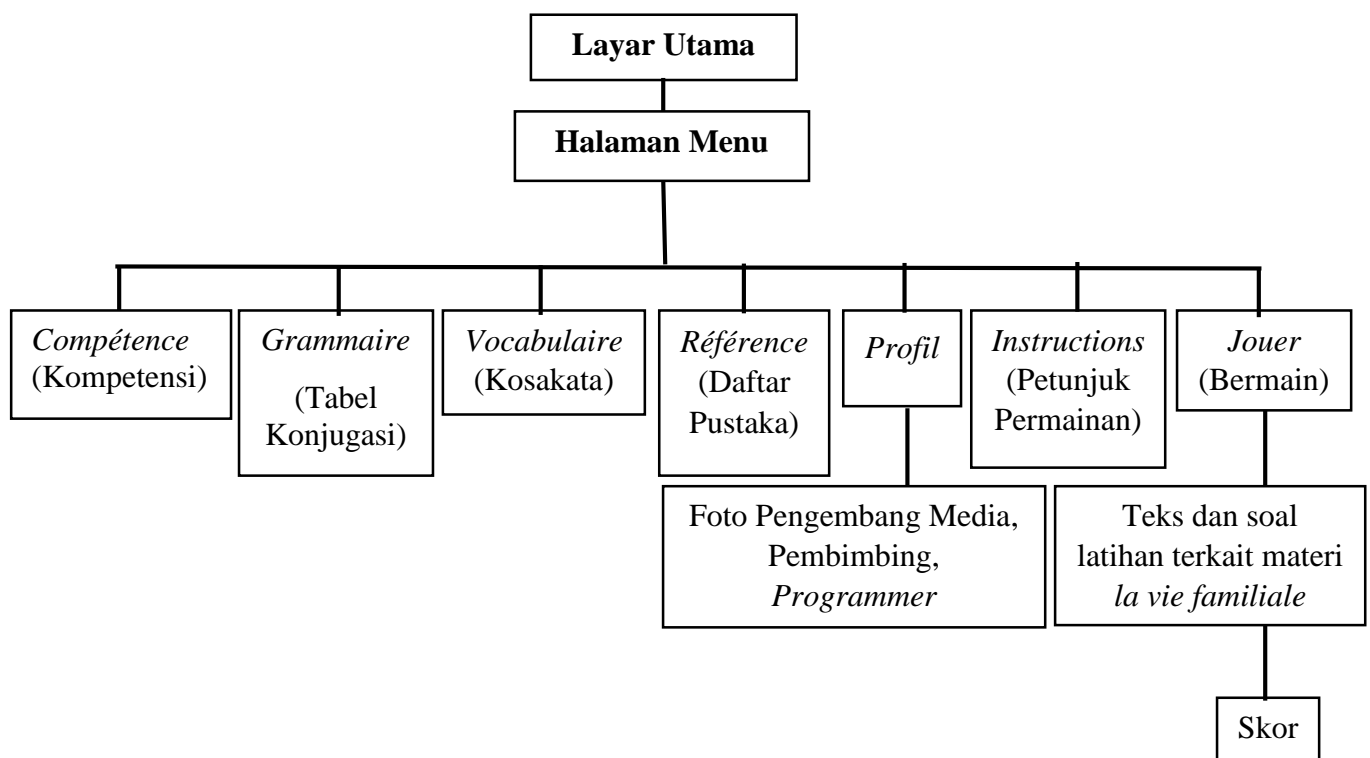 Layar Utama
Halaman Menu
Compétence
(Kompetensi)
Grammaire
(Tabel
Konjugasi)
Vocabulaire
(Kosakata)
Référence
(Daftar
Pustaka)
Profil
Instructions
(Petunjuk
Permainan)
Jouer
(Bermain)
Foto Pengembang Media,
Pembimbing,
Programmer
Teks dan soal
latihan terkait materi
la vie familiale
Skor